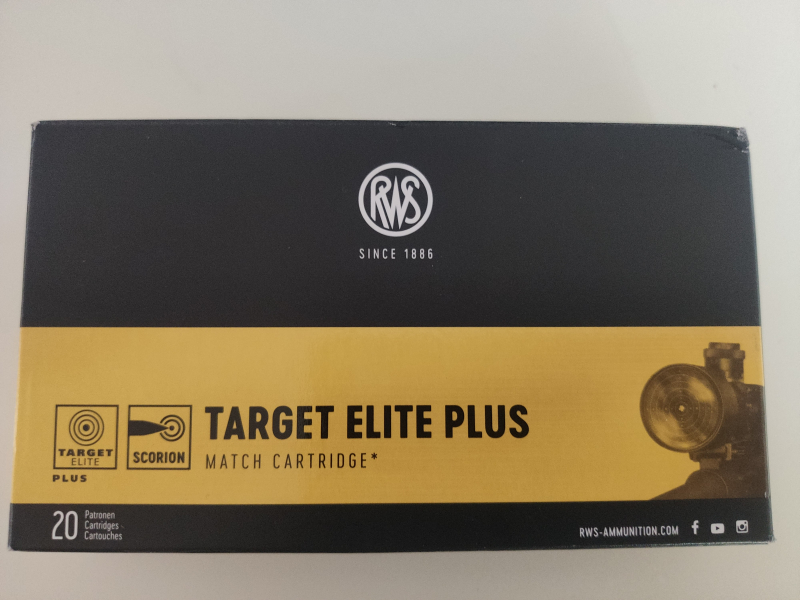 RWS
SINCE 1886
TARGET
ELITE
PLUS
SCORION
TARGET ELITE PLUS
MATCH CARTRIDGE*
20
Patronen
Cartridges
Cartouches
RWS-AMMUNITION.COM